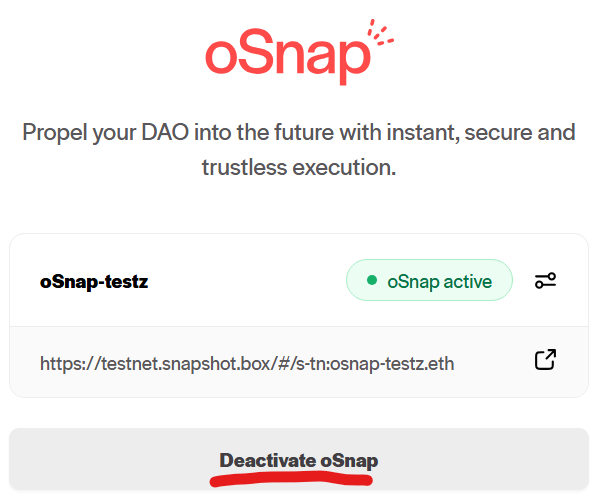 oSnap
Propel your DAO into the future with instant, secure and
trustless execution.
oSnap-testz
oSnap active
https://testnet.snapshot.box/#/s-tn:osnap-testz.eth
Deactivate oSnap